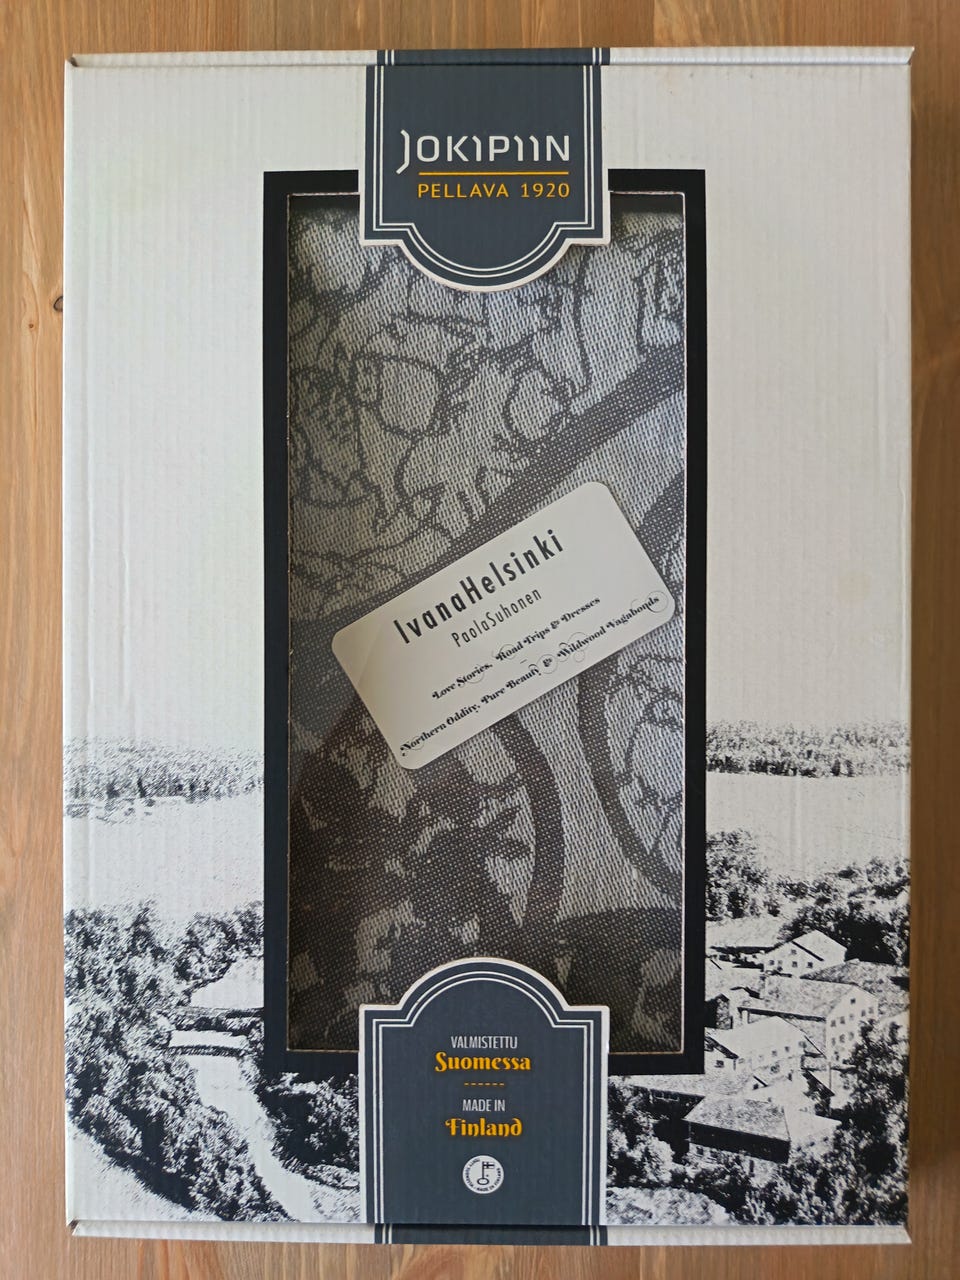 JOKIPIIN
PELLAVA 1920
IvanaHelsinki
PaolaSuhonen
Love Stories, Road Trips & Dresses
Northern Oddity, Pure Beauty & Wildwood Vagabonds
VALMISTETTU
Suomessa
MADE IN
Finland